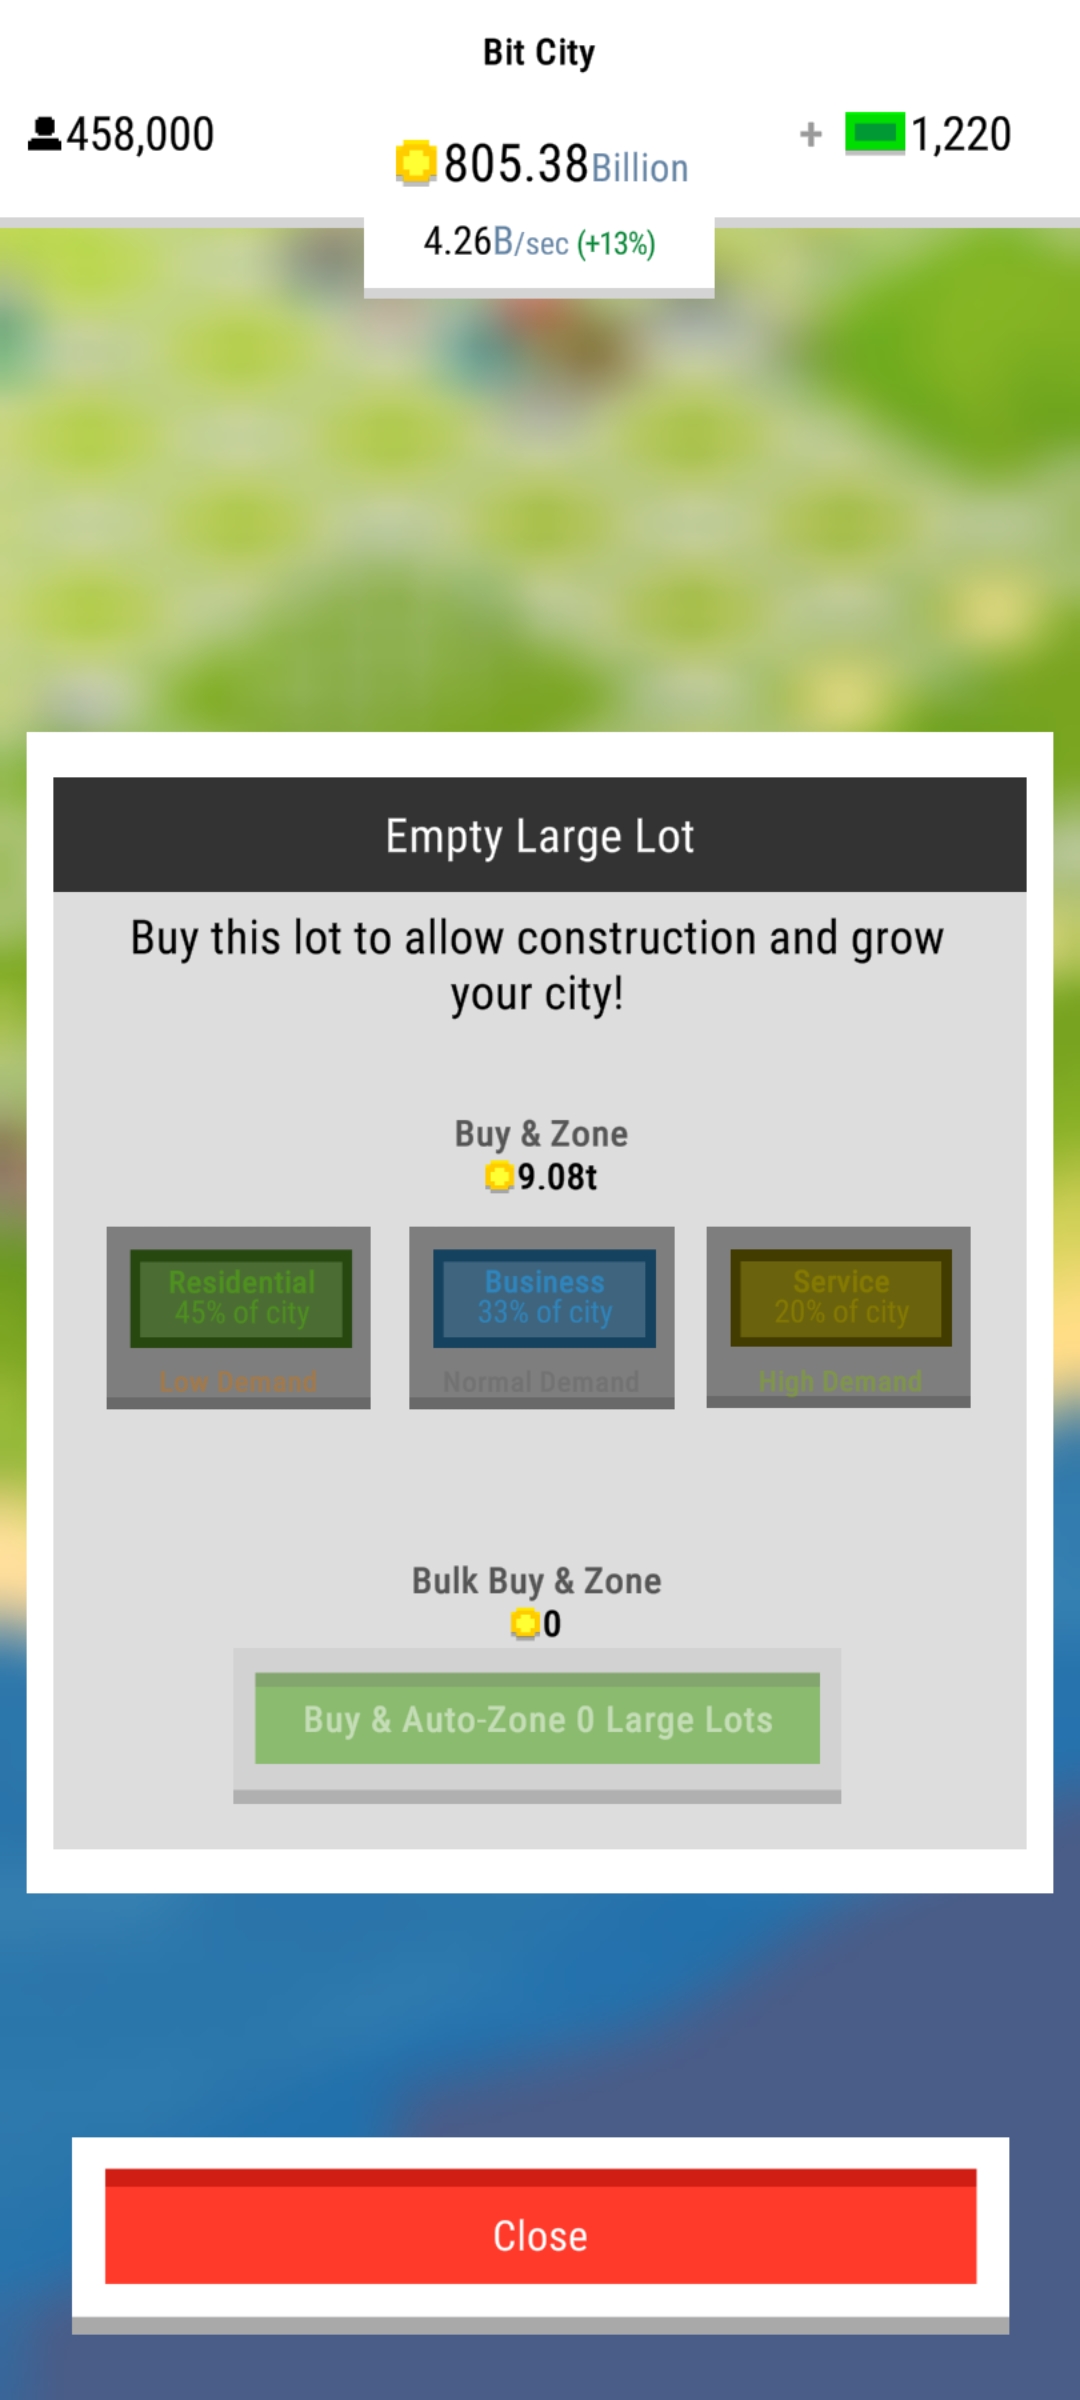 Bit City
458,000
805.38Billion
+ 1,220
4.26B/sec (+13%)
Empty Large Lot
Buy this lot to allow construction and grow
your city!
Buy & Zone
9.08t
Residential
45% of city
Low Demand
Business
33% of city
Normal Demand
Service
20% of city
High Demand
Bulk Buy & Zone
0
Buy & Auto-Zone 0 Large Lots
Close